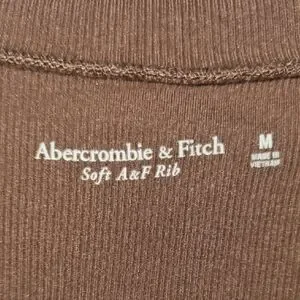 Abercrombie & Fitch
Soft A&F Rib
M
MADE IN
VIETNAM